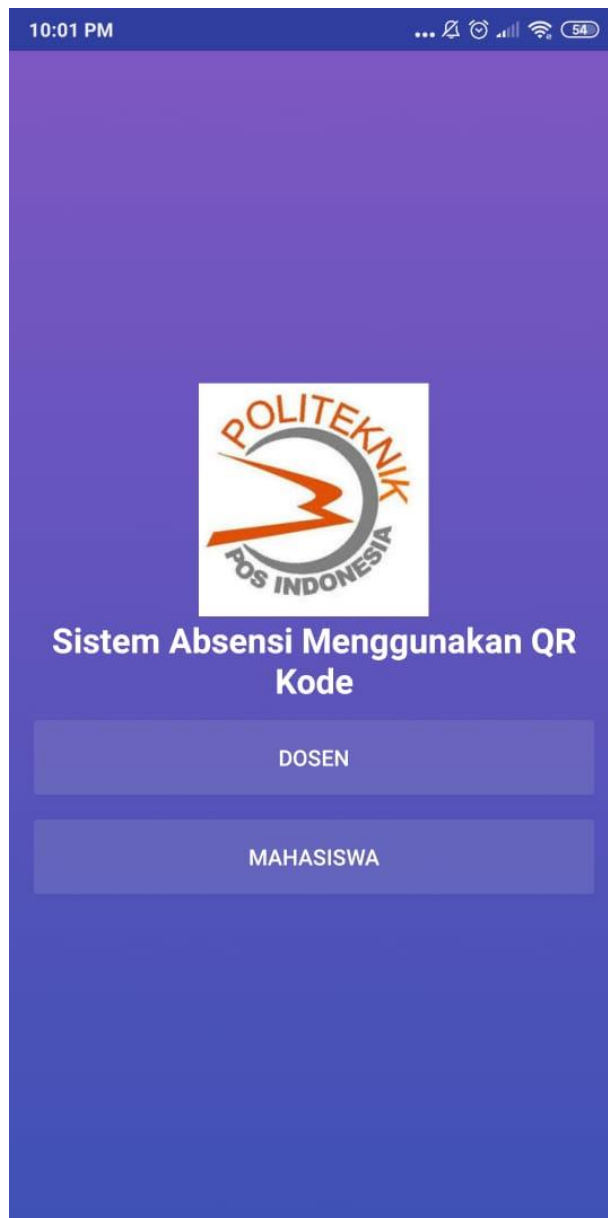 10:01 PM
54
POLITEKNIK
POS INDONESIA
Sistem Absensi Menggunakan QR
Kode
DOSEN
MAHASISWA